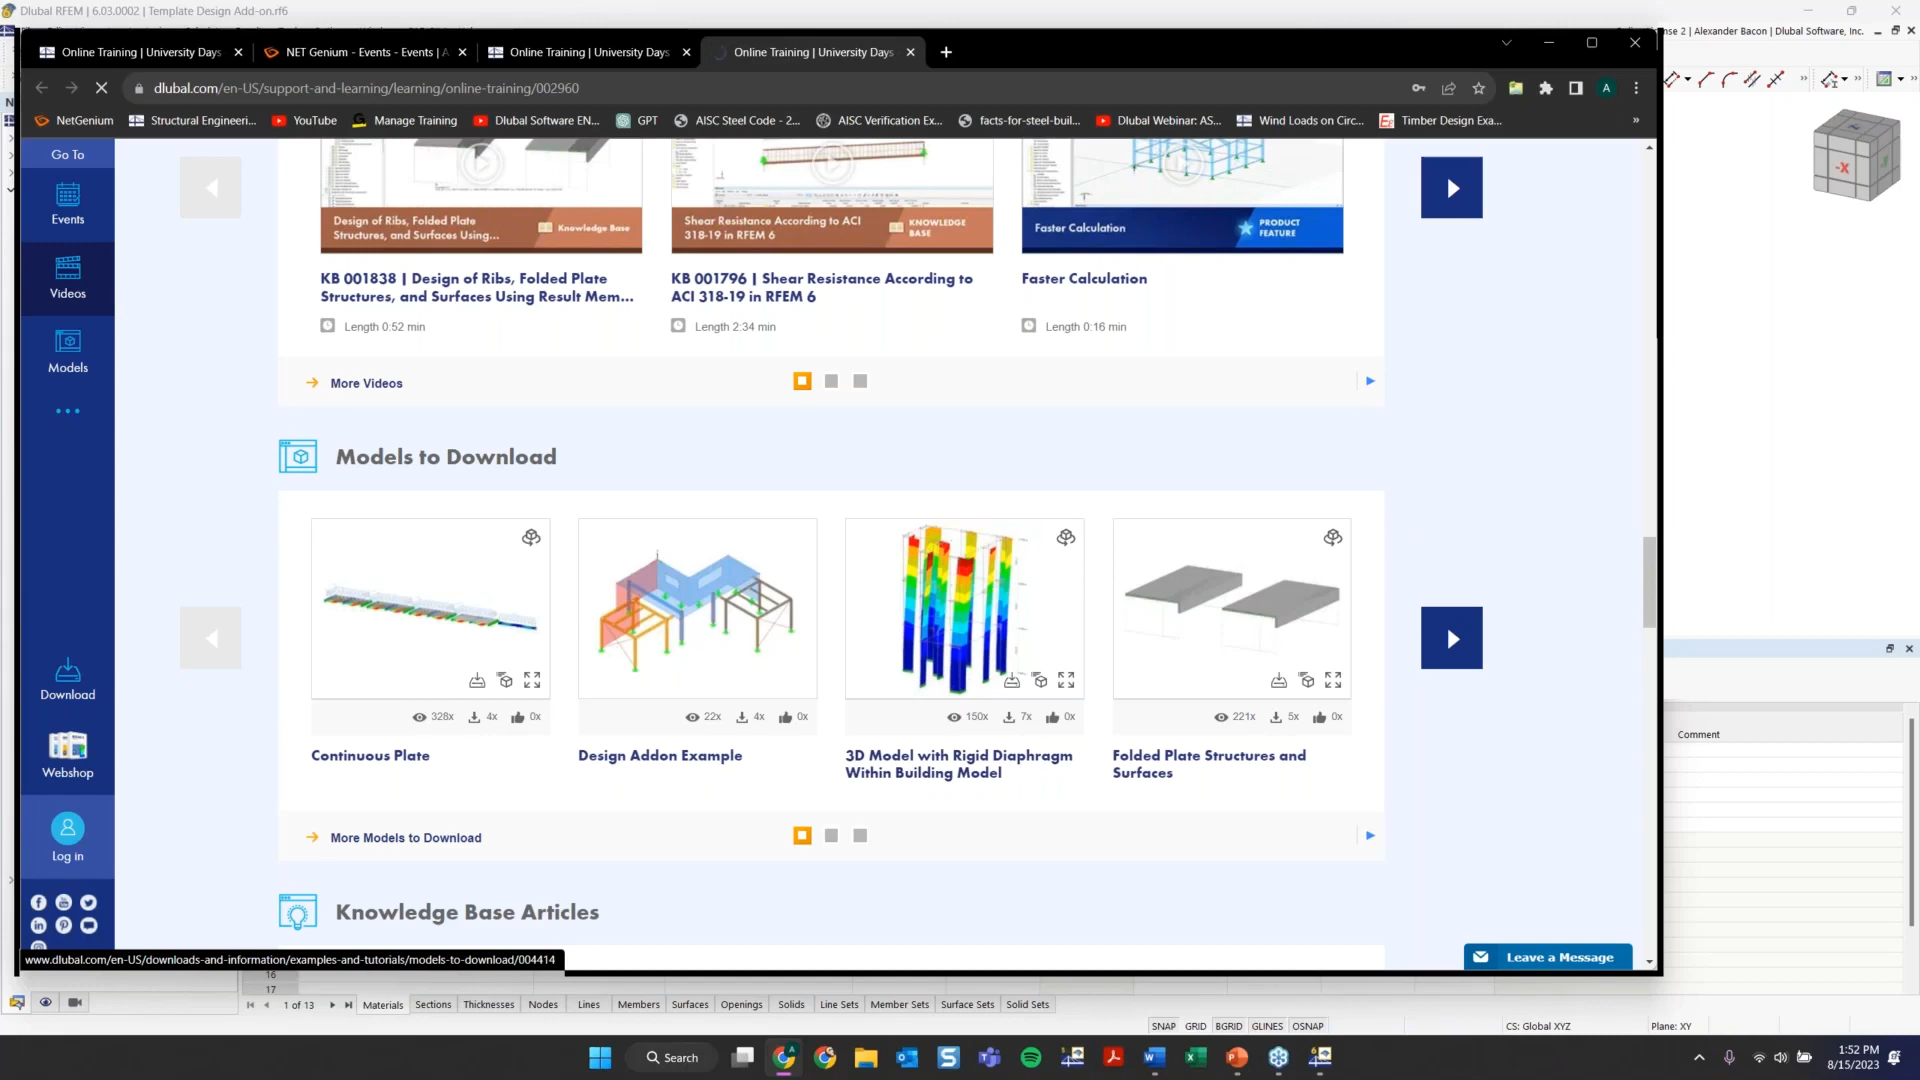 Dlubal RFEM | 6.03.0002 | Template Design Add-on.rf6
nse 2 | Alexander Bacon | Dlubal Software, Inc.
Online Training | University Days
NET Genium - Events - Events | A
Online Training | University Days
Online Training | University Days
dlubal.com/en-US/support-and-learning/learning/online-training/002960
A
NetGenium
Structural Engineeri...
YouTube
Manage Training
Dlubal Software EN...
GPT
AISC Steel Code - 2...
AISC Verification Ex...
facts-for-steel-buil...
Dlubal Webinar: AS...
Wind Loads on Circ...
Timber Design Exa...
»
Go To
Events
Videos
Models
Download
Webshop
Log in
Design of Ribs, Folded Plate
Structures, and Surfaces Using...
Knowledge Base
Shear Resistance According to ACI
318-19 in RFEM 6
KNOWLEDGE
BASE
Faster Calculation
PRODUCT
FEATURE
KB 001838 | Design of Ribs, Folded Plate
Structures, and Surfaces Using Result Mem...
Length 0:52 min
KB 001796 | Shear Resistance According to
ACI 318-19 in RFEM 6
Length 2:34 min
Faster Calculation
Length 0:16 min
More Videos
Models to Download
328x 4x 0x
22x 4x 0x
150x 7x 0x
221x 5x 0x
Continuous Plate
Design Addon Example
3D Model with Rigid Diaphragm
Within Building Model
Folded Plate Structures and
Surfaces
More Models to Download
Knowledge Base Articles
Leave a Message
www.dlubal.com/en-US/downloads-and-information/examples-and-tutorials/models-to-download/004414
-X
Comment
16
17
1 of 13
Materials
Sections
Thicknesses
Nodes
Lines
Members
Surfaces
Openings
Solids
Line Sets
Member Sets
Surface Sets
Solid Sets
SNAP
GRID
BGRID
GLINES
OSNAP
CS: Global XYZ
Plane: XY
Search
1:52 PM
8/15/2023